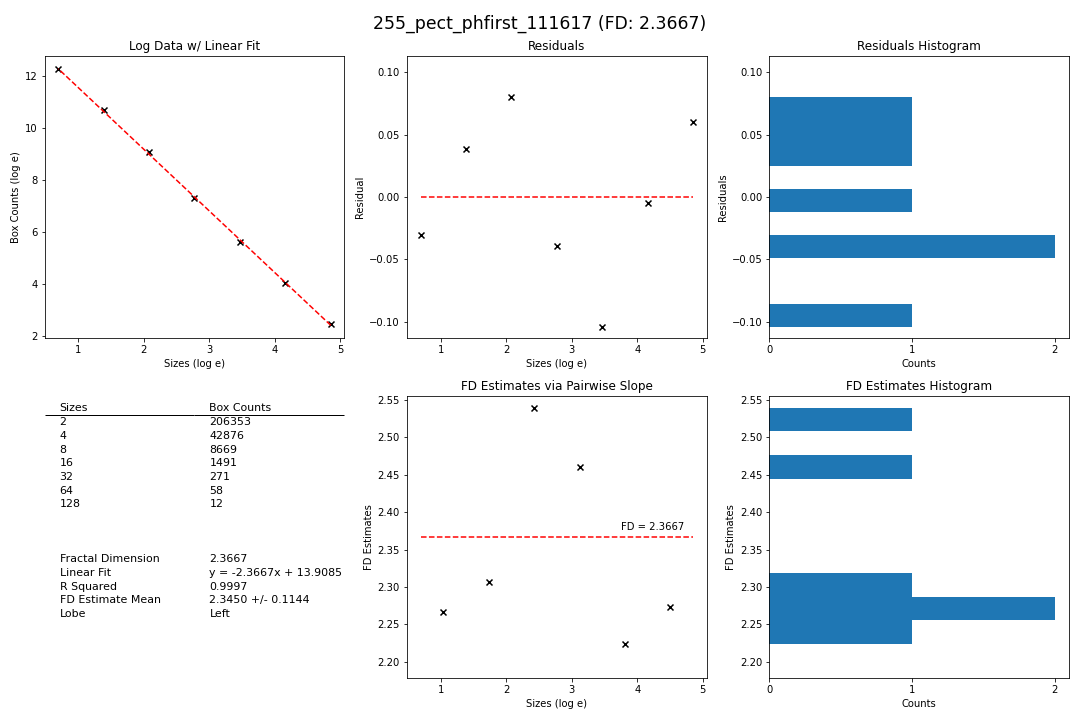 255_pect_phfirst_111617 (FD: 2.3667)
Log Data w/ Linear Fit
Box Counts (log e)
12
10
8
6
4
2
1 2 3 4 5
Sizes (log e)
Residuals
Residual
0.10
0.05
0.00
−0.05
−0.10
1 2 3 4 5
Sizes (log e)
Residuals Histogram
Residuals
0.10
0.05
0.00
−0.05
−0.10
0 1 2
Counts
Sizes Box Counts
2 206353
4 42876
8 8669
16 1491
32 271
64 58
128 12
Fractal Dimension 2.3667
Linear Fit y = -2.3667x + 13.9085
R Squared 0.9997
FD Estimate Mean 2.3450 +/- 0.1144
Lobe Left
FD Estimates via Pairwise Slope
FD Estimates
2.55
2.50
2.45
2.40
2.35
2.30
2.25
2.20
FD = 2.3667
1 2 3 4 5
Sizes (log e)
FD Estimates Histogram
FD Estimates
2.55
2.50
2.45
2.40
2.35
2.30
2.25
2.20
0 1 2
Counts